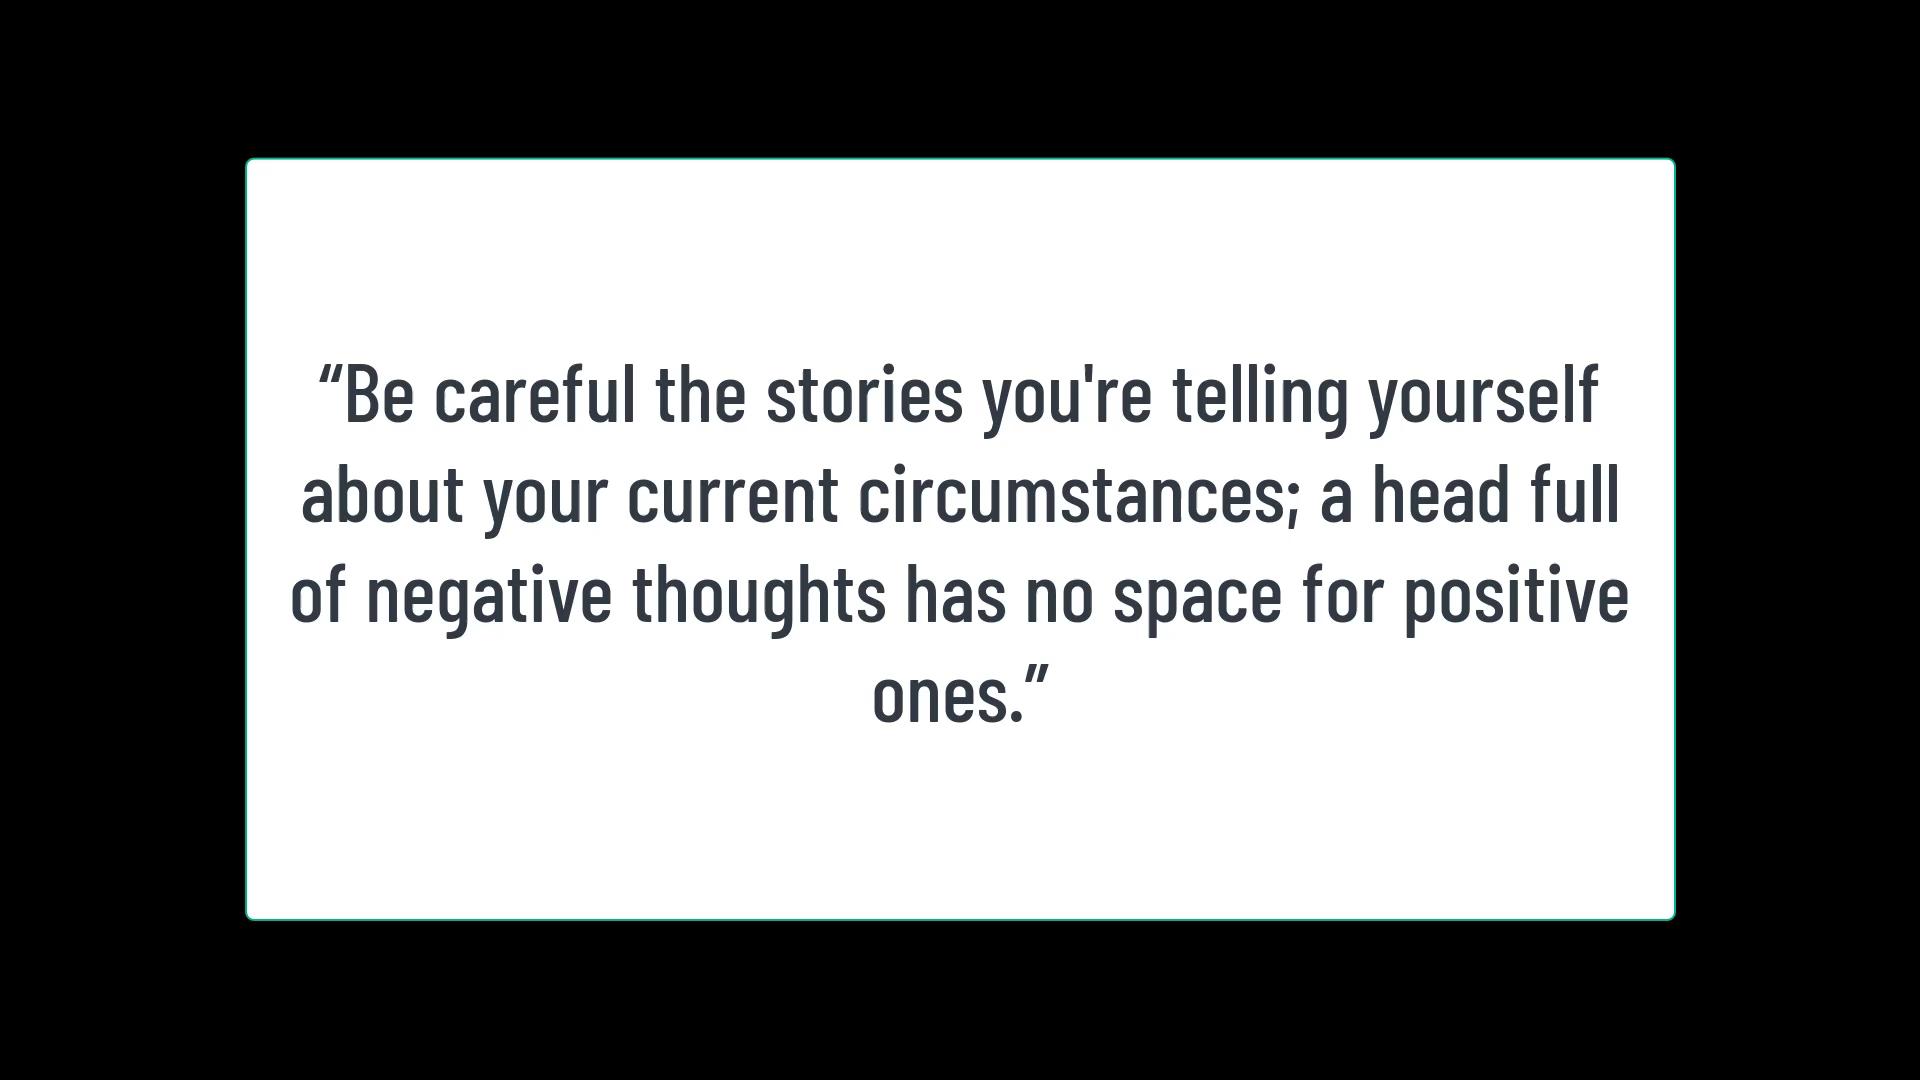 “Be careful the stories you're telling yourself
about your current circumstances; a head full
of negative thoughts has no space for positive
ones.”